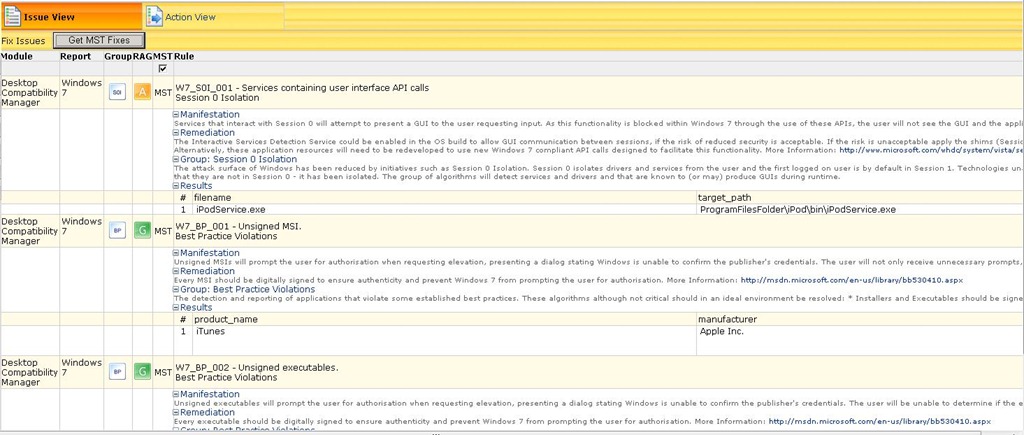 Issue View
Action View
Fix Issues Get MST Fixes
Module Report Group RAG MST Rule
Desktop Compatibility Manager Windows 7 SOI A MST W7_S0I_001 - Services containing user interface API calls
Session 0 Isolation
Manifestation
Services that interact with Session 0 will attempt to present a GUI to the user requesting input. As this functionality is blocked within Windows 7 through the use of these APIs, the user will not see the GUI and the appl
Remediation
The Interactive Services Detection Service could be enabled in the OS build to allow GUI communication between sessions, if the risk of reduced security is acceptable. If the risk is unacceptable apply the shims (Sessi
Alternatively, these application resources will need to be redeveloped to use new Windows 7 compliant API calls designed to facilitate this functionality. More Information: http://www.microsoft.com/whdd/system/vista/se
Group: Session 0 Isolation
The attack surface of Windows has been reduced by initiatives such as Session 0 Isolation. Session 0 isolates drivers and services from the user and the first logged on user is by default in Session 1. Technologies un
that they are not in Session 0 - it has been isolated. The group of algorithms will detect services and drivers and that are known to (or may) produce GUIs during runtime.
Results
# filename target_path
1 iPodService.exe ProgramFilesFolder\iPod\bin\iPodService.exe
Desktop Compatibility Manager Windows 7 BP G MST W7_BP_001 - Unsigned MSI.
Best Practice Violations
Manifestation
Unsigned MSIs will prompt the user for authorisation when requesting elevation, presenting a dialog stating Windows is unable to confirm the publisher's credentials. The user will not only receive unnecessary prompts,
Remediation
Every MSI should be digitally signed to ensure authenticity and prevent Windows 7 from prompting the user for authorisation. More Information: http://msdn.microsoft.com/en-us/library/bb530410.aspx
Group: Best Practice Violations
The detection and reporting of applications that violate some established best practices. These algorithms although not critical should in an ideal environment be resolved: * Installers and Executables should be signe
Results
# product_name manufacturer
1 iTunes Apple Inc.
Desktop Compatibility Manager Windows 7 BP G MST W7_BP_002 - Unsigned executables.
Best Practice Violations
Manifestation
Unsigned executables will prompt the user for authorisation when requesting elevation, presenting a dialog stating Windows is unable to confirm the publisher's credentials. The user will be unable to determine if the e
Remediation
Every executable should be digitally signed to ensure authenticity and prevent Windows 7 from prompting the user for authorisation. More Information: http://msdn.microsoft.com/en-us/library/bb530410.aspx
Group: Best Practice Violations